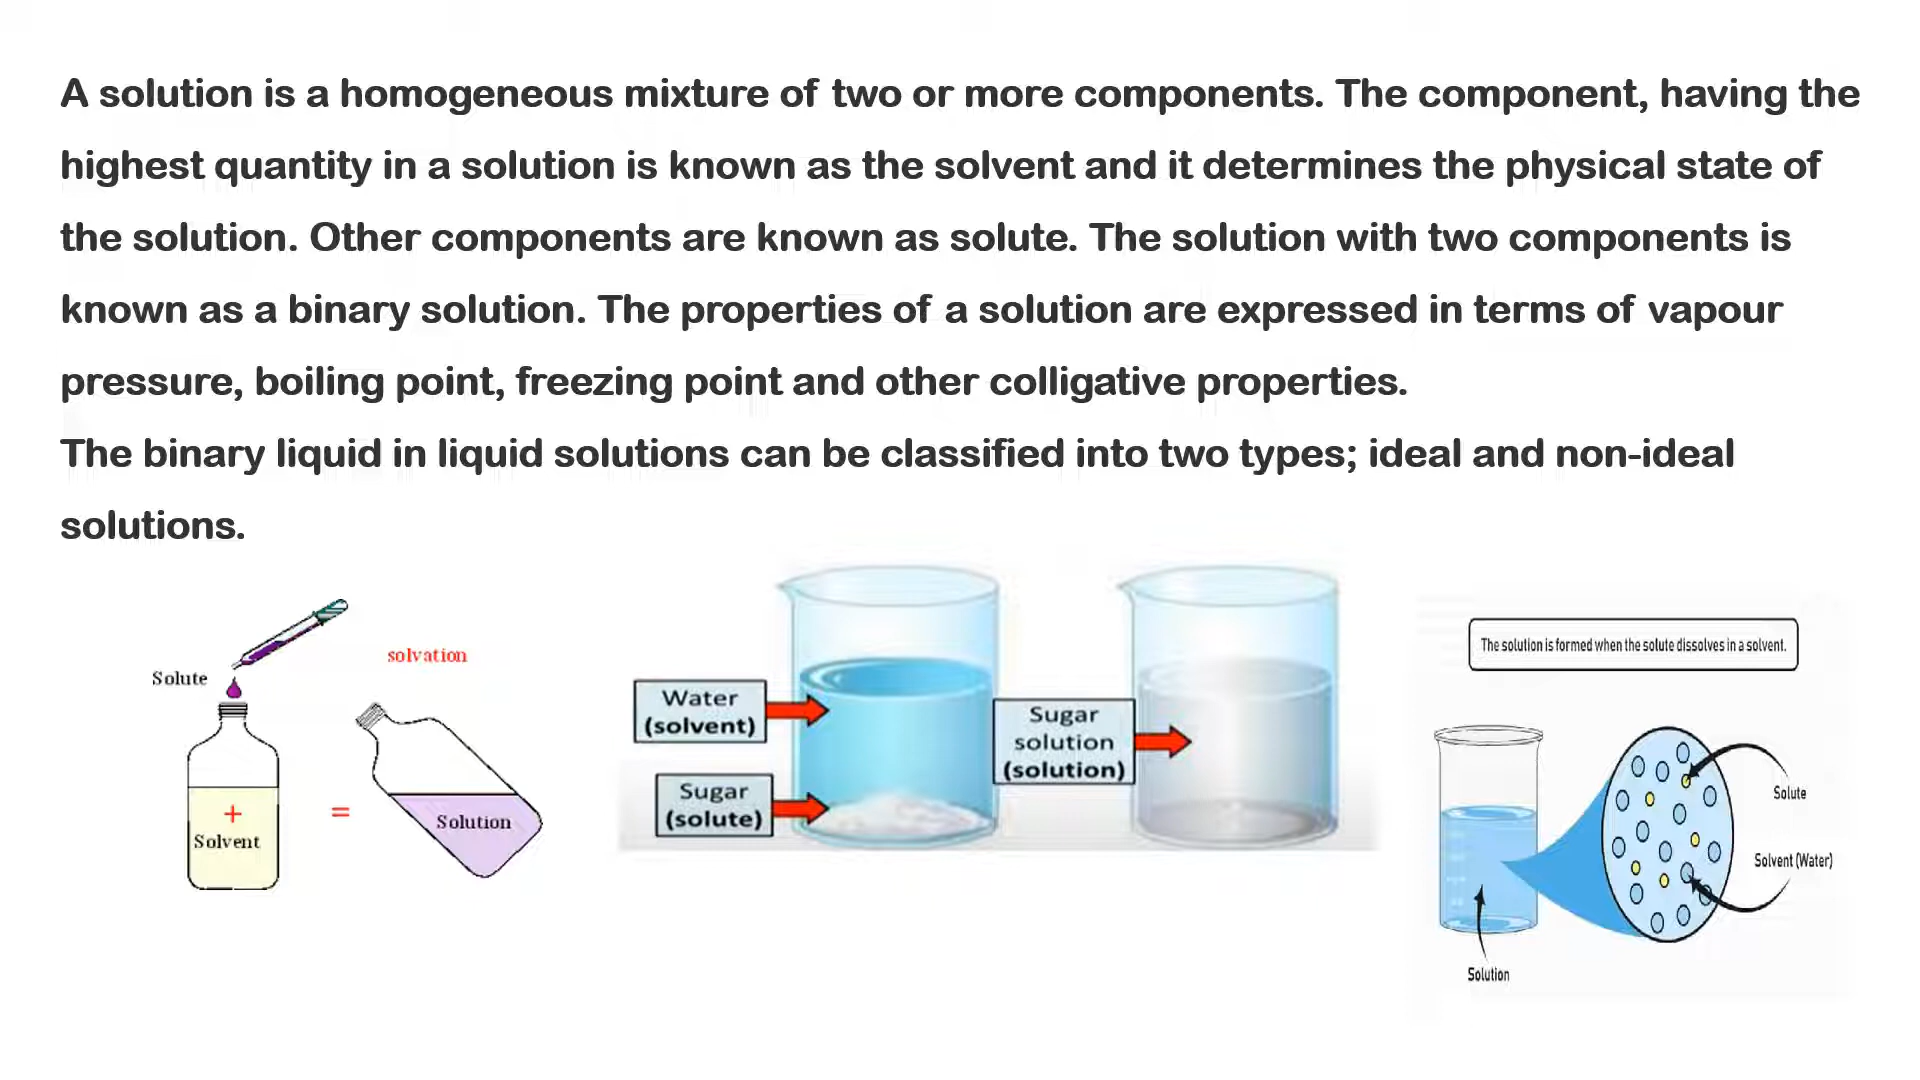 A solution is a homogeneous mixture of two or more components. The component, having the
highest quantity in a solution is known as the solvent and it determines the physical state of
the solution. Other components are known as solute. The solution with two components is
known as a binary solution. The properties of a solution are expressed in terms of vapour
pressure, boiling point, freezing point and other colligative properties.
The binary liquid in liquid solutions can be classified into two types; ideal and non-ideal
solutions.
Solute
solvation
+
Solvent
=
Solution
Water
(solvent)
Sugar
(solute)
Sugar
solution
(solution)
The solution is formed when the solute dissolves in a solvent.
Solute
Solvent (Water)
Solution